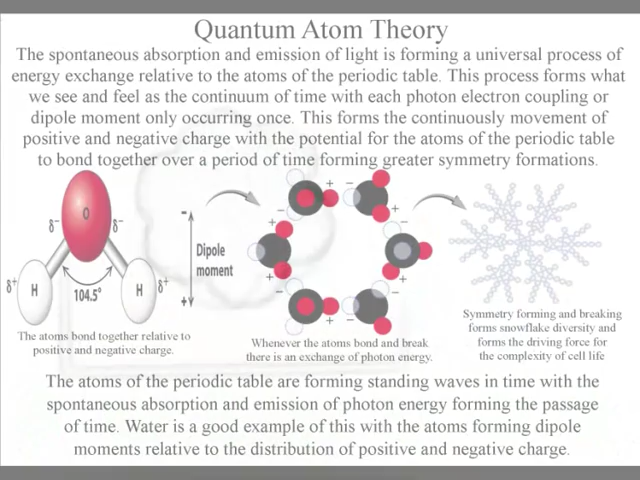 Quantum Atom Theory
The spontaneous absorption and emission of light is forming a universal process of
energy exchange relative to the atoms of the periodic table. This process forms what
we see and feel as the continuum of time with each photon electron coupling or
dipole moment only occurring once. This forms the continuously movement of
positive and negative charge with the potential for the atoms of the periodic table
to bond together over a period of time forming greater symmetry formations.
O
δ⁻ δ⁻
Dipole
moment
δ⁺ H 104.5° H δ⁺
- +
+ - + -
+ -
+ -
- +
+ -
The atoms bond together relative to
positive and negative charge.
Whenever the atoms bond and break
there is an exchange of photon energy.
Symmetry forming and breaking
forms snowflake diversity and
forms the driving force for
the complexity of cell life
The atoms of the periodic table are forming standing waves in time with the
spontaneous absorption and emission of photon energy forming the passage
of time. Water is a good example of this with the atoms forming dipole
moments relative to the distribution of positive and negative charge.